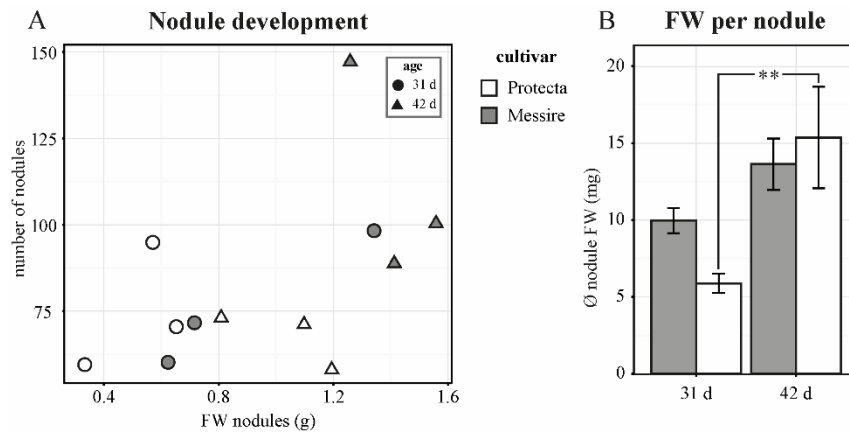 A
Nodule development
150
125
100
75
number of nodules
0.4
0.8
1.2
1.6
FW nodules (g)
age
31 d
42 d
cultivar
Protecta
Messire
B
FW per nodule
20
15
10
5
0
Ø nodule FW (mg)
**
31 d
42 d